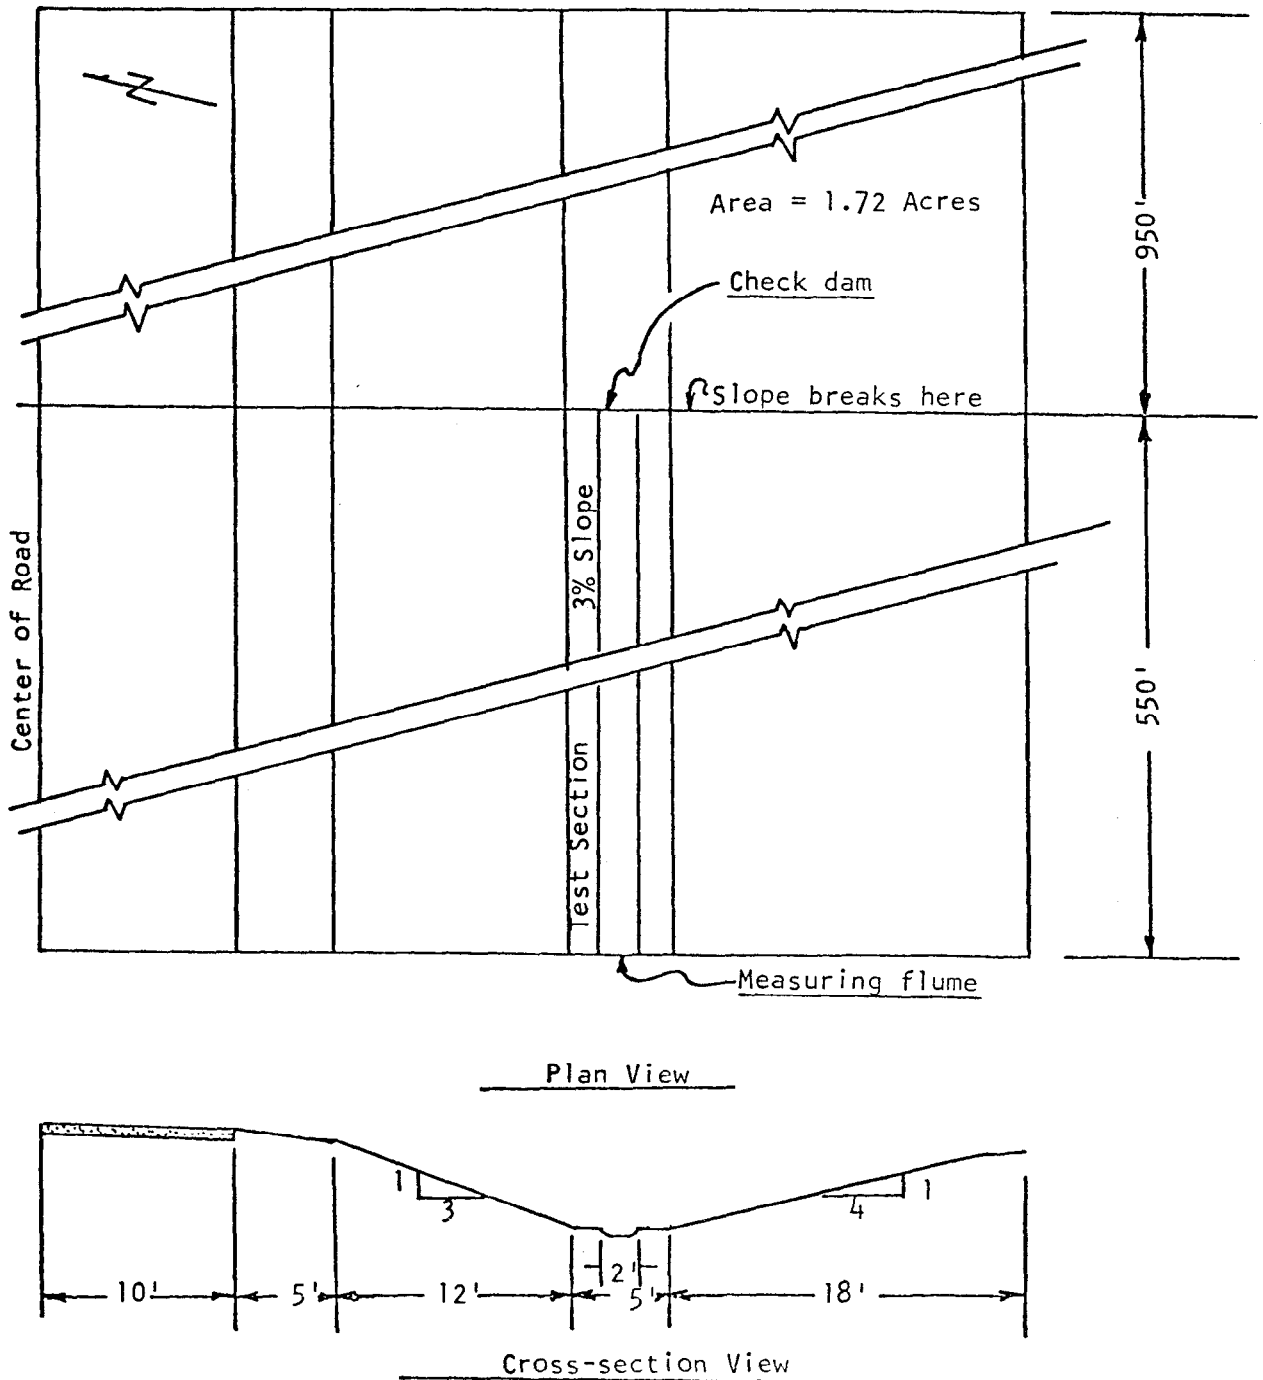 Area = 1.72 Acres
950'
Check dam
Slope breaks here
Center of Road
3% Slope
Test Section
550'
Measuring flume
Plan View
1
3
1
4
2'
10'
5'
12'
5'
18'
Cross-section View